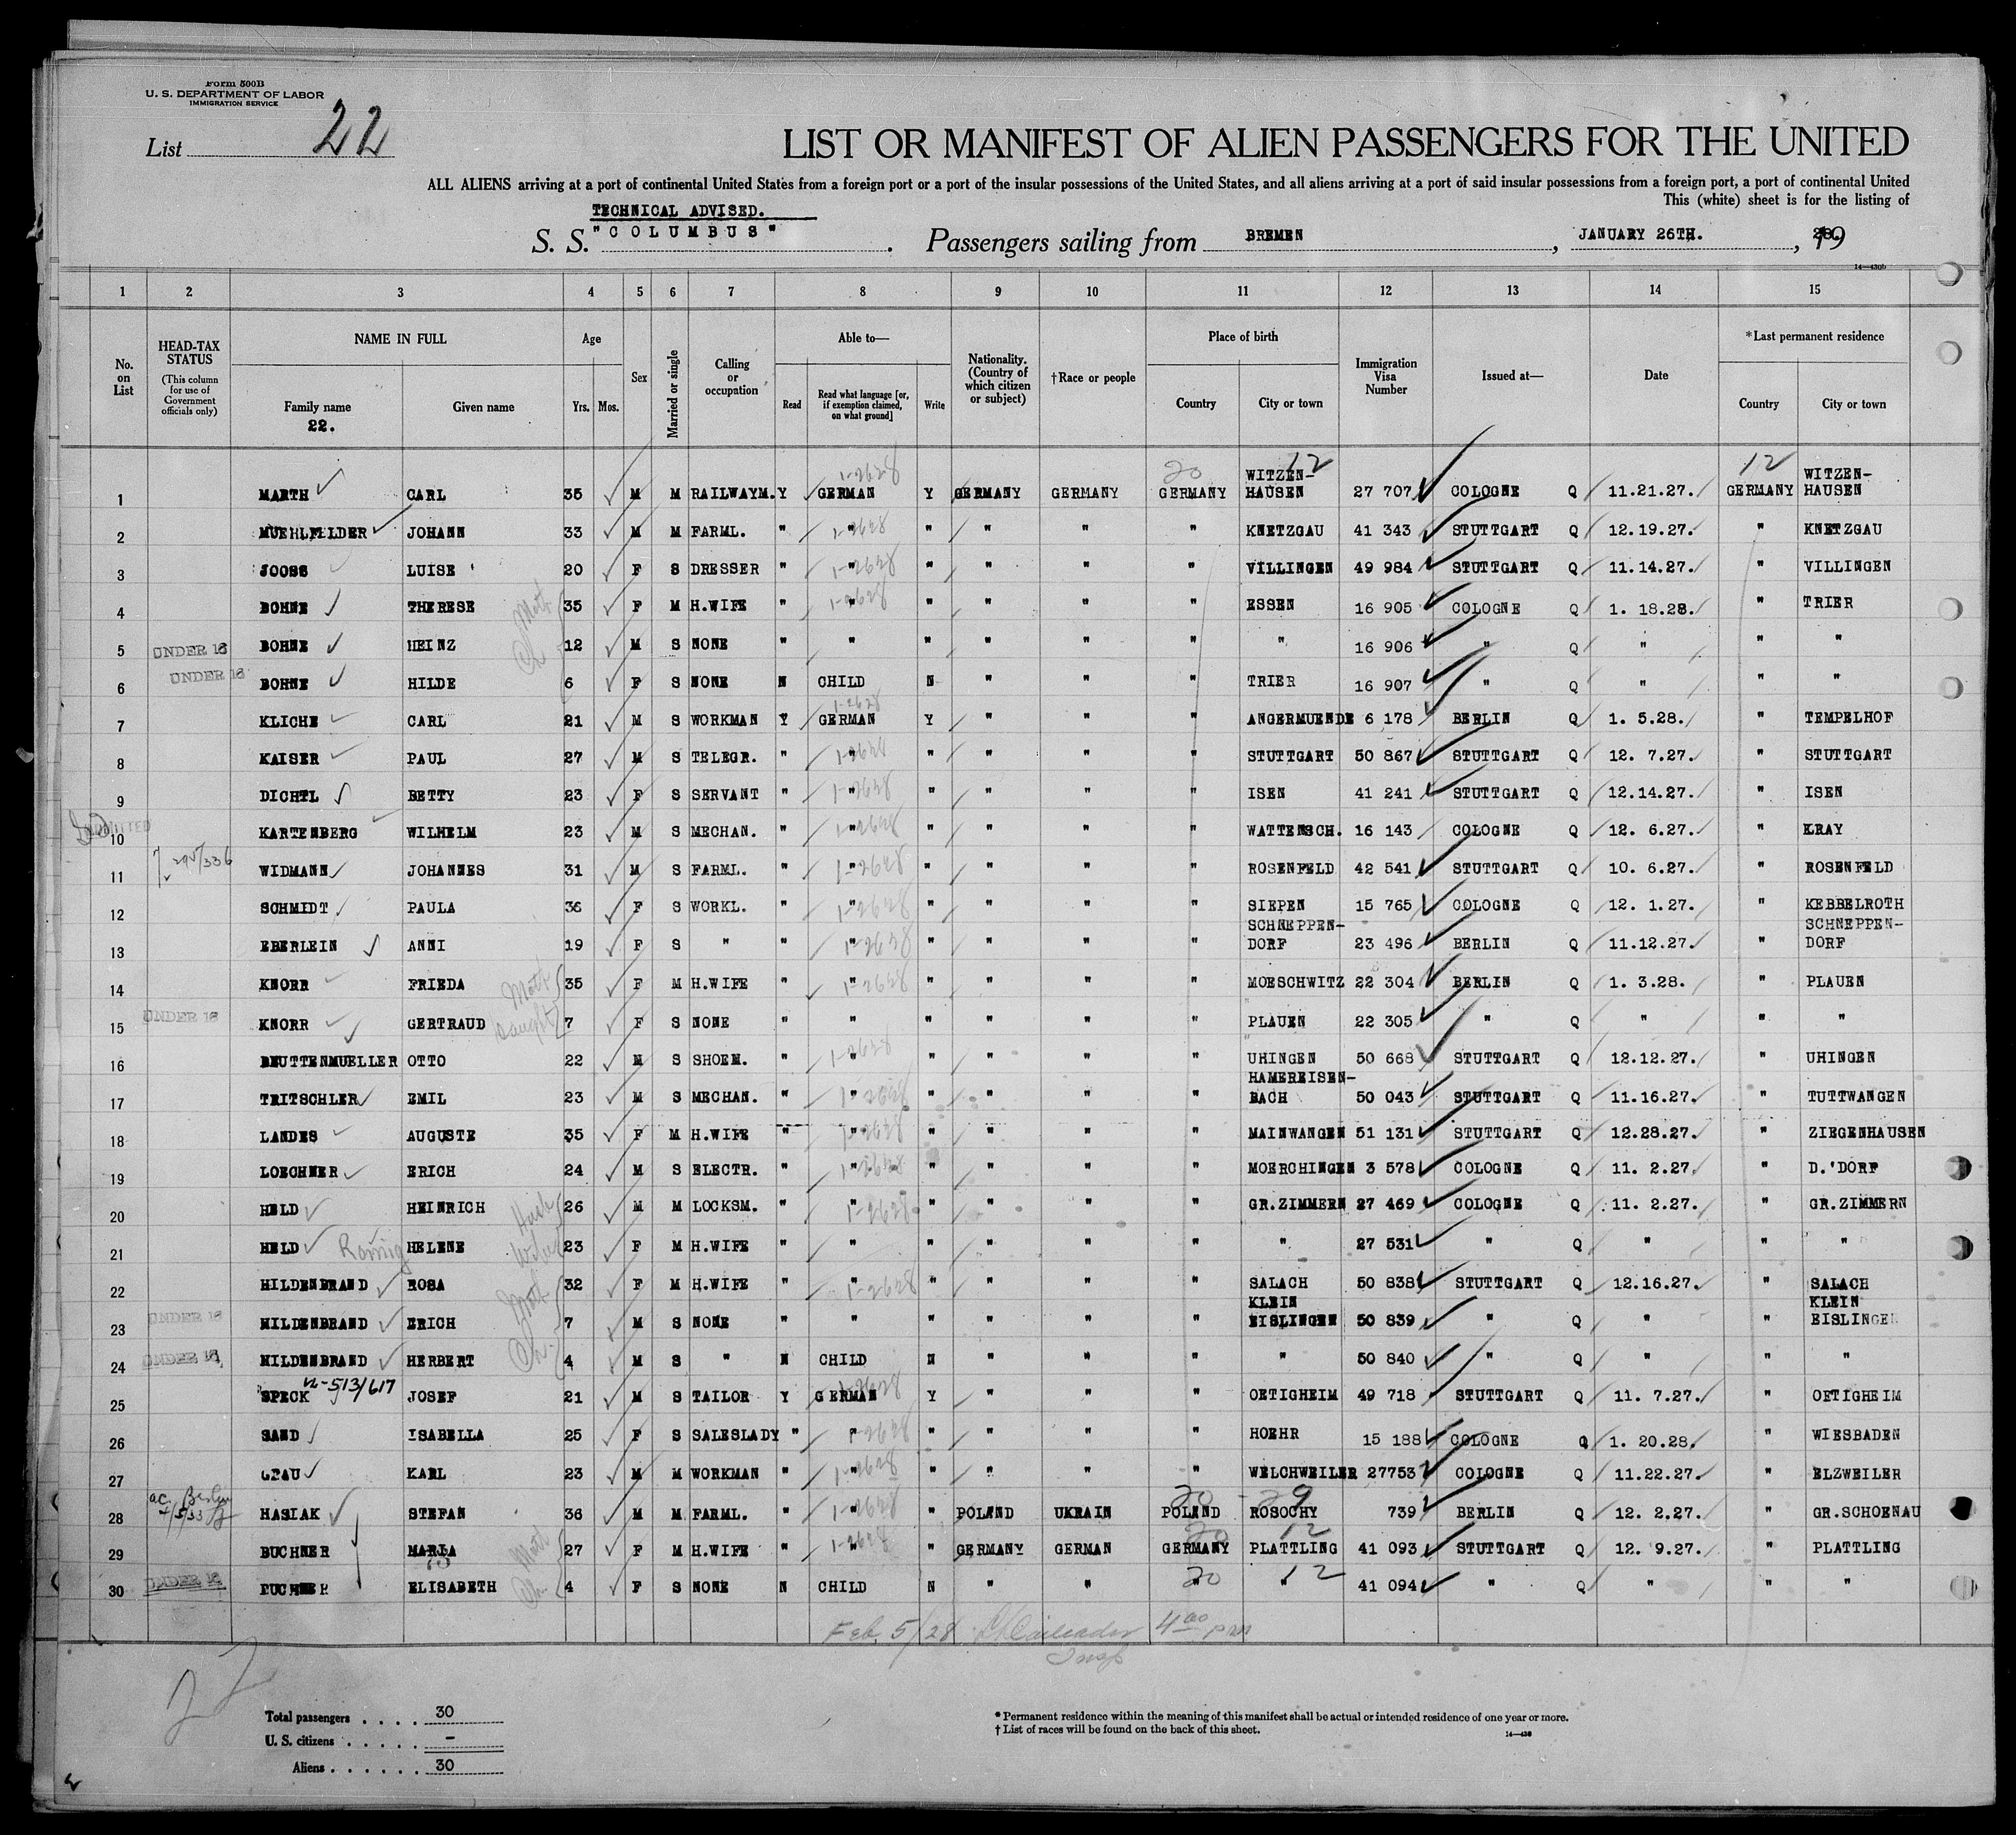 Form 500B
U. S. DEPARTMENT OF LABOR
IMMIGRATION SERVICE
List 22
LIST OR MANIFEST OF ALIEN PASSENGERS FOR THE UNITED
ALL ALIENS arriving at a port of continental United States from a foreign port or a port of the insular possessions of the United States, and all aliens arriving at a port of said insular possessions from a foreign port, a port of continental United
This (white) sheet is for the listing of
TECHNICAL ADVISED.
S. S. "COLUMBUS". Passengers sailing from BREMEN, JANUARY 26TH., 1928.
14—430b
1 2 3 4 5 6 7 8 9 10 11 12 13 14 15
No. on List
HEAD-TAX STATUS (This column for use of Government officials only)
NAME IN FULL
Family name
22.
Given name
Age
Yrs. Mos.
Sex
Married or single
Calling or occupation
Able to—
Read
Read what language [or, if exemption claimed, on what ground]
Write
Nationality. (Country of which citizen or subject)
†Race or people
Place of birth
Country
City or town
Immigration Visa Number
Issued at—
Date
*Last permanent residence
Country
City or town
1 MARTH CARL 35 M M RAILWAYM. Y GERMAN Y GERMANY GERMANY GERMANY WITZEN-HAUSEN 27 707 COLOGNE Q 11.21.27. GERMANY WITZEN-HAUSEN
2 MUEHLFELDER JOHANN 33 M M FARML. " " " " " " KNETZGAU 41 343 STUTTGART Q 12.19.27. " KNETZGAU
3 JOOSS LUISE 20 F S DRESSER " " " " " " VILLINGEN 49 984 STUTTGART Q 11.14.27. " VILLINGEN
4 BOHNE THERESE 35 F M H.WIFE " " " " " " ESSEN 16 905 COLOGNE Q 1. 18.28. " TRIER
5 UNDER 16 BOHNE HEINZ 12 M S NONE " " " " " " " 16 906 " Q " " "
6 UNDER 16 BOHNE HILDE 6 F S NONE N CHILD N " " " TRIER 16 907 " Q " " "
7 KLICHE CARL 21 M S WORKMAN Y GERMAN Y " " " ANGERMUENDE 6 178 BERLIN Q 1. 5.28. " TEMPELHOF
8 KAISER PAUL 27 M S TELEGR. " " " " " " STUTTGART 50 867 STUTTGART Q 12. 7.27. " STUTTGART
9 DICHTL BETTY 23 F S SERVANT " " " " " " ISEN 41 241 STUTTGART Q 12.14.27. " ISEN
10 KARTENBERG WILHELM 23 M S MECHAN. " " " " " " WATTENSCH. 16 143 COLOGNE Q 12. 6.27. " KRAY
11 WIDMANN JOHANNES 31 M S FARML. " " " " " " ROSENFELD 42 541 STUTTGART Q 10. 6.27. " ROSENFELD
12 SCHMIDT PAULA 36 F S WORKL. " " " " " " SIEPEN 15 765 COLOGNE Q 12. 1.27. " KEBBELROTH
13 EBERLEIN ANNI 19 F S " " " " " " " SCHNEPPEN-DORF 23 496 BERLIN Q 11.12.27. " SCHNEPPEN-DORF
14 KNORR FRIEDA 35 F M H.WIFE " " " " " " MOESCHWITZ 22 304 BERLIN Q 1. 3.28. " PLAUEN
15 UNDER 16 KNORR GERTRAUD 7 F S NONE " " " " " " PLAUEN 22 305 " Q " " "
16 BEUTTENMUELLER OTTO 22 M S SHOEM. " " " " " " UHINGEN 50 668 STUTTGART Q 12.12.27. " UHINGEN
17 TRITSCHLER EMIL 23 M S MECHAN. " " " " " " HAMEREISEN-BACH 50 043 STUTTGART Q 11.16.27. " TUTTWANGEN
18 LANDES AUGUSTE 35 F M H.WIFE " " " " " " MAINWANGEN 51 131 STUTTGART Q 12.28.27. " ZIEGENHAUSEN
19 LOECHNER ERICH 24 M S ELECTR. " " " " " " MOERCHINGEN 3 578 COLOGNE Q 11. 2.27. " D.'DORF
20 HELD HEINRICH 26 M M LOCKSM. " " " " " " GR.ZIMMERN 27 469 COLOGNE Q 11. 2.27. " GR.ZIMMERN
21 HELD HELENE 23 F M H.WIFE " " " " " " " 27 531 " Q " " "
22 HILDENBRAND ROSA 32 F M H.WIFE " " " " " " SALACH 50 838 STUTTGART Q 12.16.27. " SALACH
23 UNDER 16 HILDENBRAND ERICH 7 M S NONE " " " " " " KLEIN EISLINGEN 50 839 " Q " " KLEIN EISLINGEN
24 UNDER 16 HILDENBRAND HERBERT 4 M S " N CHILD N " " " " 50 840 " Q " " "
25 SPECK JOSEF 21 M S TAILOR Y GERMAN Y " " " OETIGHEIM 49 718 STUTTGART Q 11. 7.27. " OETIGHEIM
26 SAND ISABELLA 25 F S SALESLADY " " " " " " HOEHR 15 188 COLOGNE Q 1. 20.28. " WIESBADEN
27 GRAU KARL 23 M M WORKMAN " " " " " " WELCHWEILER 27753 COLOGNE Q 11.22.27. " ELZWEILER
28 HASIAK STEFAN 36 M M FARML. " " " POLAND UKRAIN POLAND ROSOCHY 739 BERLIN Q 12. 2.27. " GR.SCHOENAU
29 BUCHNER MARIA 27 F M H.WIFE " " " GERMANY GERMAN GERMANY PLATTLING 41 093 STUTTGART Q 12. 9.27. " PLATTLING
30 UNDER 16 BUCHNER ELISABETH 4 F S NONE N CHILD N " " " " 41 094 " Q " " "
Feb. 5/28 4 00 pm
Insp
22
Total passengers . . . . 30
U. S. citizens . . . . . –
Aliens . . . . . . 30
* Permanent residence within the meaning of this manifest shall be actual or intended residence of one year or more.
† List of races will be found on the back of this sheet.
14—430